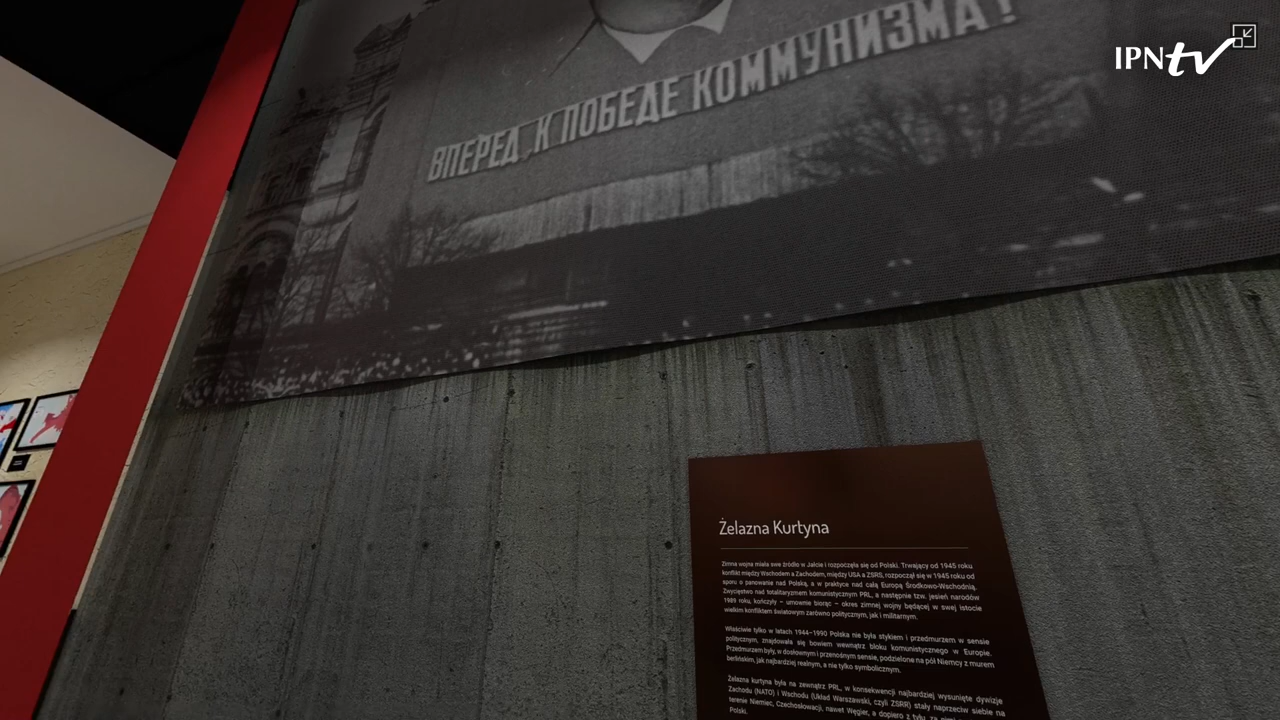 IPNtv
ВПЕРЕД, К ПОБЕДЕ КОММУНИЗМА!
Żelazna Kurtyna
Zimna wojna miała swe źródło w Jałcie i rozpoczęła się od Polski. Trwający od 1945 roku
konflikt między Wschodem a Zachodem, między USA a ZSRS, rozpoczął się w 1945 roku od
sporu o panowanie nad Polską, a w praktyce nad całą Europą Środkowo-Wschodnią.
Zwycięstwo nad totalitaryzmem komunistycznym PRL, a następnie tzw. jesień narodów
1989 roku, kończyły – umownie biorąc – okres zimnej wojny będącej w swej istocie
wielkim konfliktem światowym zarówno politycznym, jak i militarnym.
Właściwie tylko w latach 1944–1990 Polska nie była stykiem i przedmurzem w sensie
politycznym, znajdowała się bowiem wewnątrz bloku komunistycznego w Europie.
Przedmurzem były, w dosłownym i przenośnym sensie, podzielone na pół Niemcy z murem
berlińskim, jak najbardziej realnym, a nie tylko symbolicznym.
Żelazna kurtyna była na zewnątrz PRL, w konsekwencji najbardziej wysunięte dywizje
Zachodu (NATO) i Wschodu (Układ Warszawski, czyli ZSRR) stały naprzeciw siebie na
terenie Niemiec, Czechosłowacji, nawet Węgier, a dopiero z tyłu, za nimi
Polski.